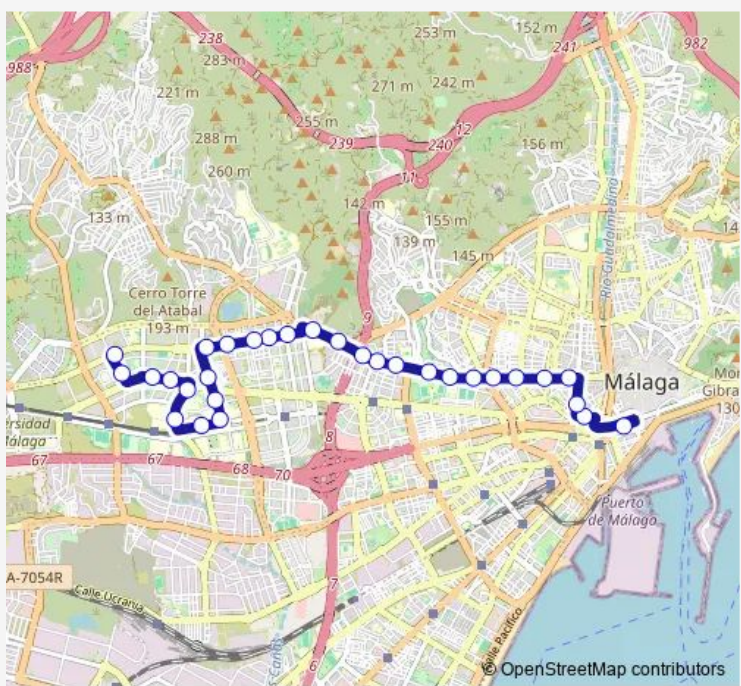 238
253 m
152 m
241
982
988
283 m
221 m
271 m
242 m
255 m
12
288 m
239
240
156 m
260 m
11
142 m
Río Guadalmedina
133 m
155 m
139 m
145 m
Cerro Torre
del Atabal
193 m
9
Málaga
Gibra
130
8
Málaga
67
67
68
70
Puerto
de Málaga
A-7054R
7
Calle Ucrania
Calle Pacífico
6
© OpenStreetMap contributors